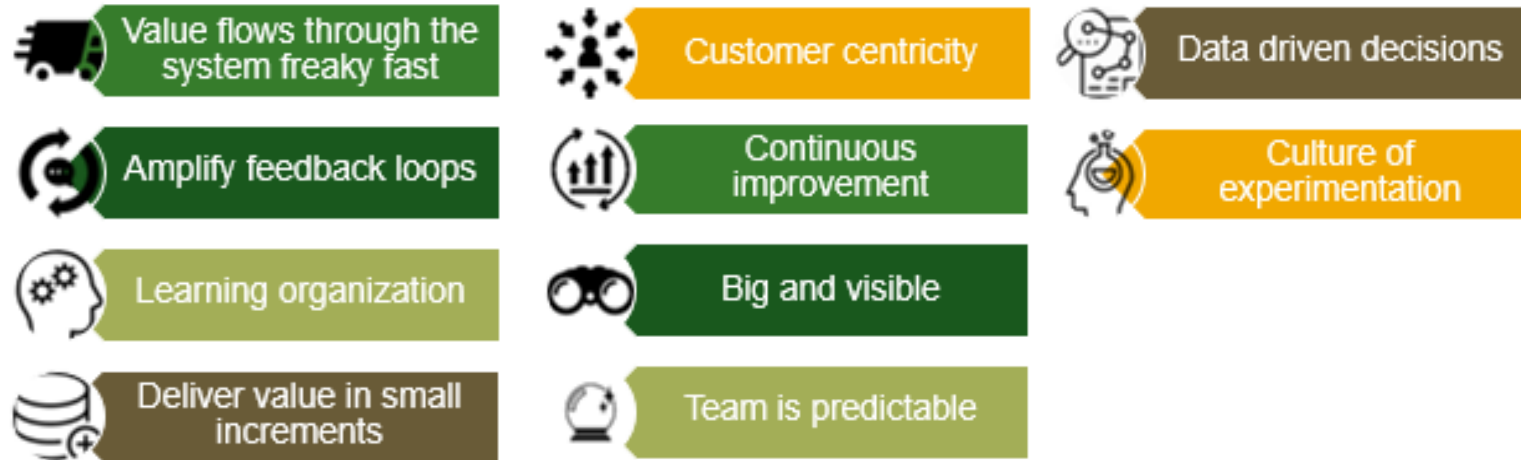 Value flows through the
system freaky fast
Amplify feedback loops
Learning organization
Deliver value in small
increments
Customer centricity
Continuous
improvement
Big and visible
Team is predictable
Data driven decisions
Culture of
experimentation